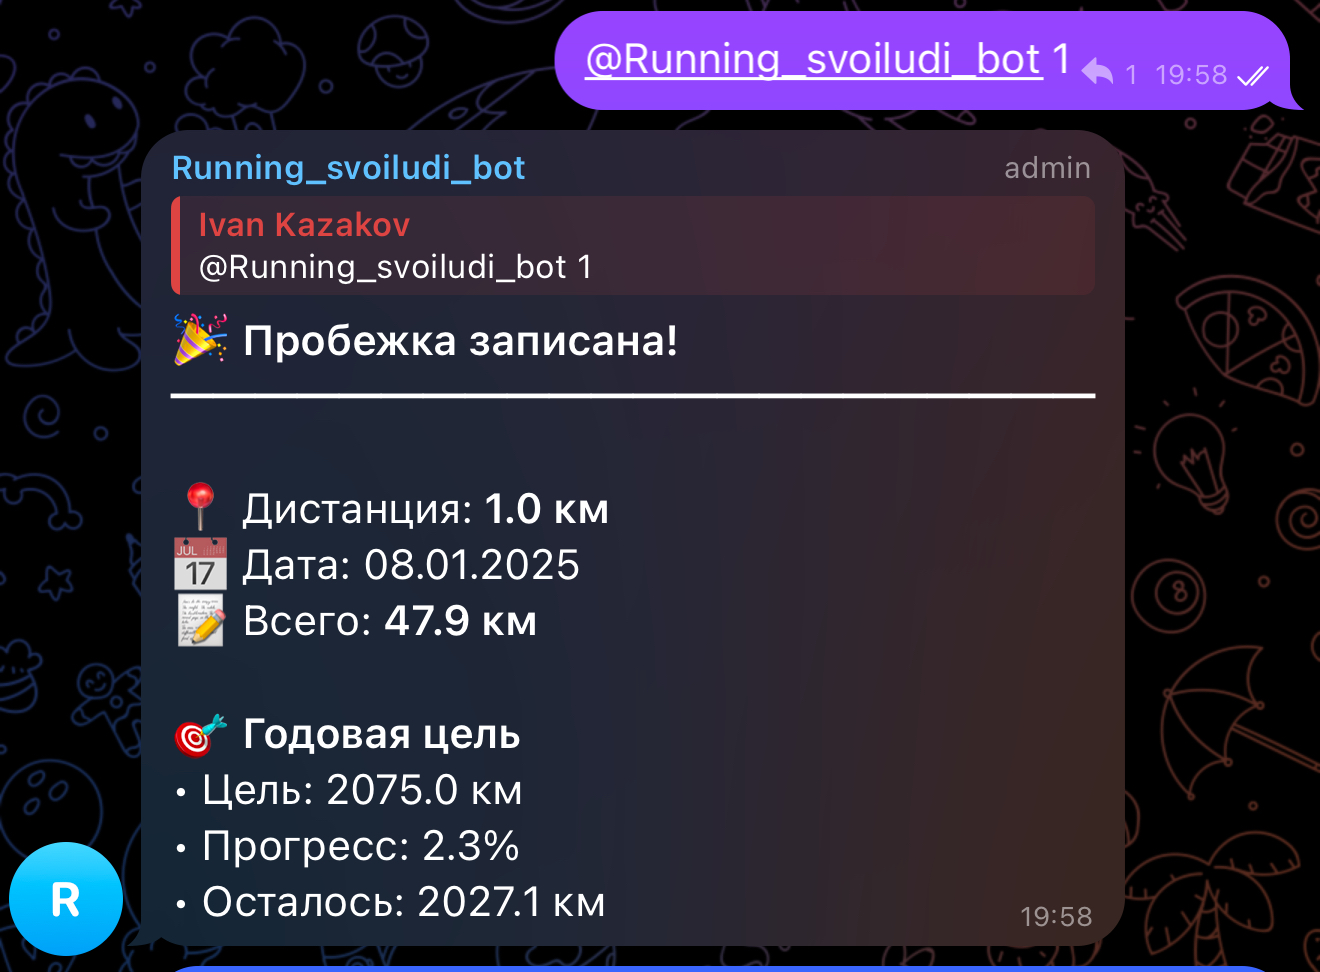 @Running_svoiludi_bot 1
1 19:58
Running_svoiludi_bot admin
Ivan Kazakov
@Running_svoiludi_bot 1
🎉 Пробежка записана!
📍 Дистанция: 1.0 км
📅 Дата: 08.01.2025
📝 Всего: 47.9 км
🎯 Годовая цель
• Цель: 2075.0 км
• Прогресс: 2.3%
• Осталось: 2027.1 км
R
19:58